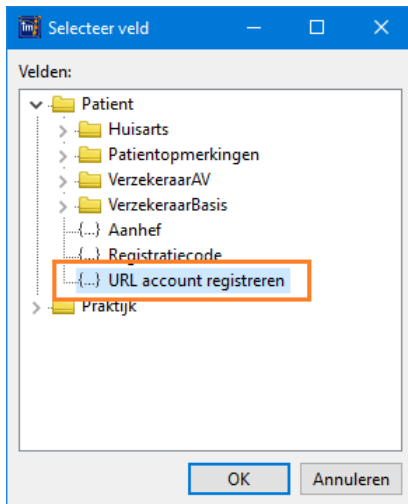 Selecteer veld
Velden:
Patient
Huisarts
Patientopmerkingen
VerzekeraarAV
VerzekeraarBasis
{...} Aanhef
{...} Registratiecode
{...} URL account registreren
Praktijk
OK
Annuleren